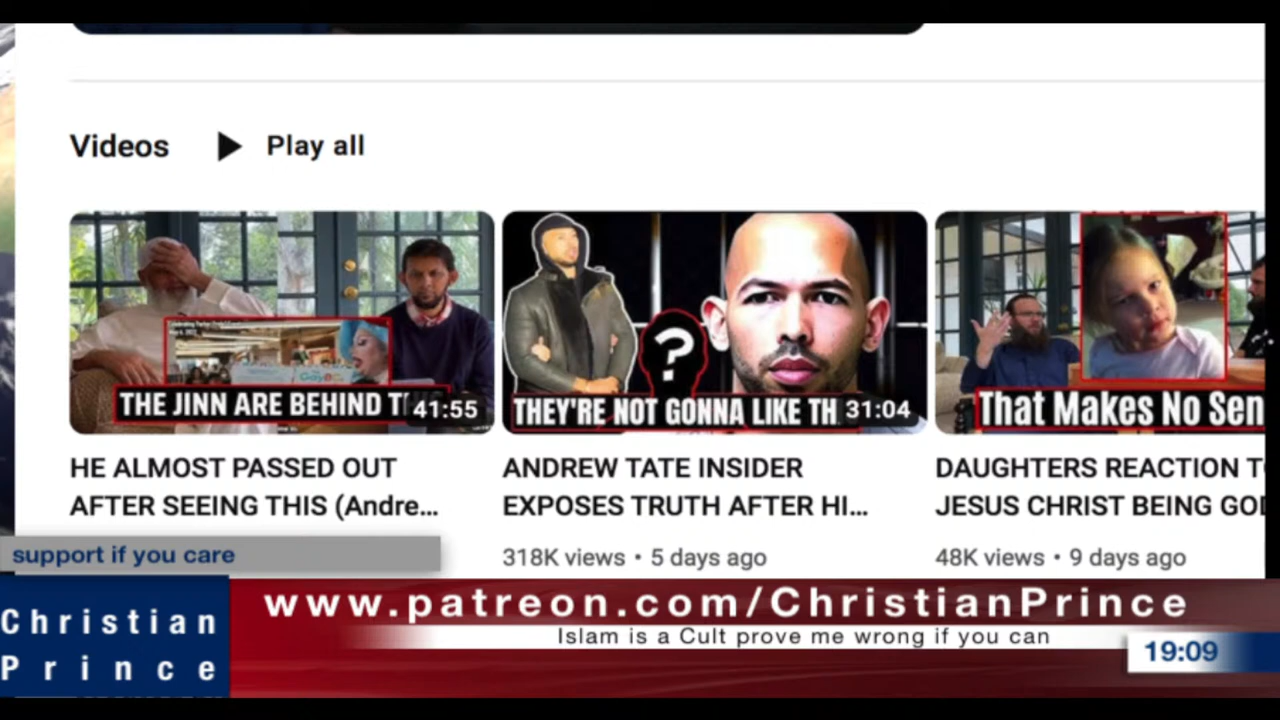 Videos Play all
THE JINN ARE BEHIND
41:55
THEY'RE NOT GONNA LIKE TH
31:04
That Makes No Sen
HE ALMOST PASSED OUT
AFTER SEEING THIS (Andre...
ANDREW TATE INSIDER
EXPOSES TRUTH AFTER HI...
318K views • 5 days ago
DAUGHTERS REACTION T
JESUS CHRIST BEING GO
48K views • 9 days ago
support if you care
Christian
Prince
www.patreon.com/ChristianPrince
Islam is a Cult prove me wrong if you can
19:09